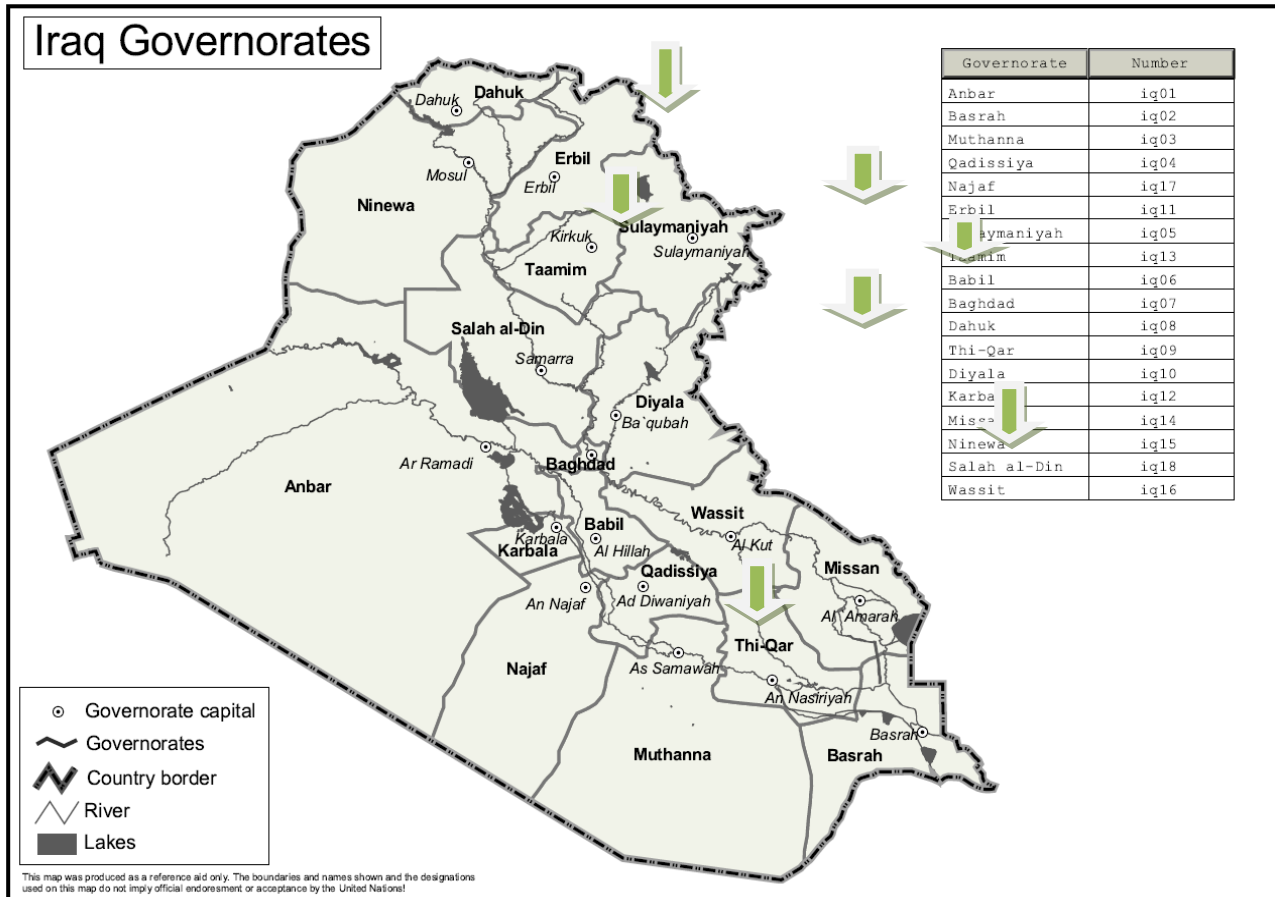 Iraq Governorates
Governorate Number
Anbar iq01
Basrah iq02
Muthanna iq03
Qadissiya iq04
Najaf iq17
Erbil iq11
aymaniyah iq05
iq13
Babil iq06
Baghdad iq07
Dahuk iq08
Thi-Qar iq09
Diyala iq10
Karba iq12
Missa iq14
Ninewa iq15
Salah al-Din iq18
Wassit iq16
Dahuk
Dahuk
Mosul
Erbil
Erbil
Ninewa
Sulaymaniyah
Kirkuk
Sulaymaniyah
Taamim
Salah al-Din
Samarra
Diyala
Ba`qubah
Ar Ramadi
Baghdad
Anbar
Wassit
Babil
Karbala
Karbala
Al Hillah
Al Kut
Qadissiya
Missan
An Najaf
Ad Diwaniyah
Al `Amarah
Thi-Qar
Najaf
As Samawah
An Nasiriyah
Basrah
Muthanna
Basrah
Governorate capital
Governorates
Country border
River
Lakes
This map was produced as a reference aid only. The boundaries and names shown and the designations
used on this map do not imply official endoresment or acceptance by the United Nations!